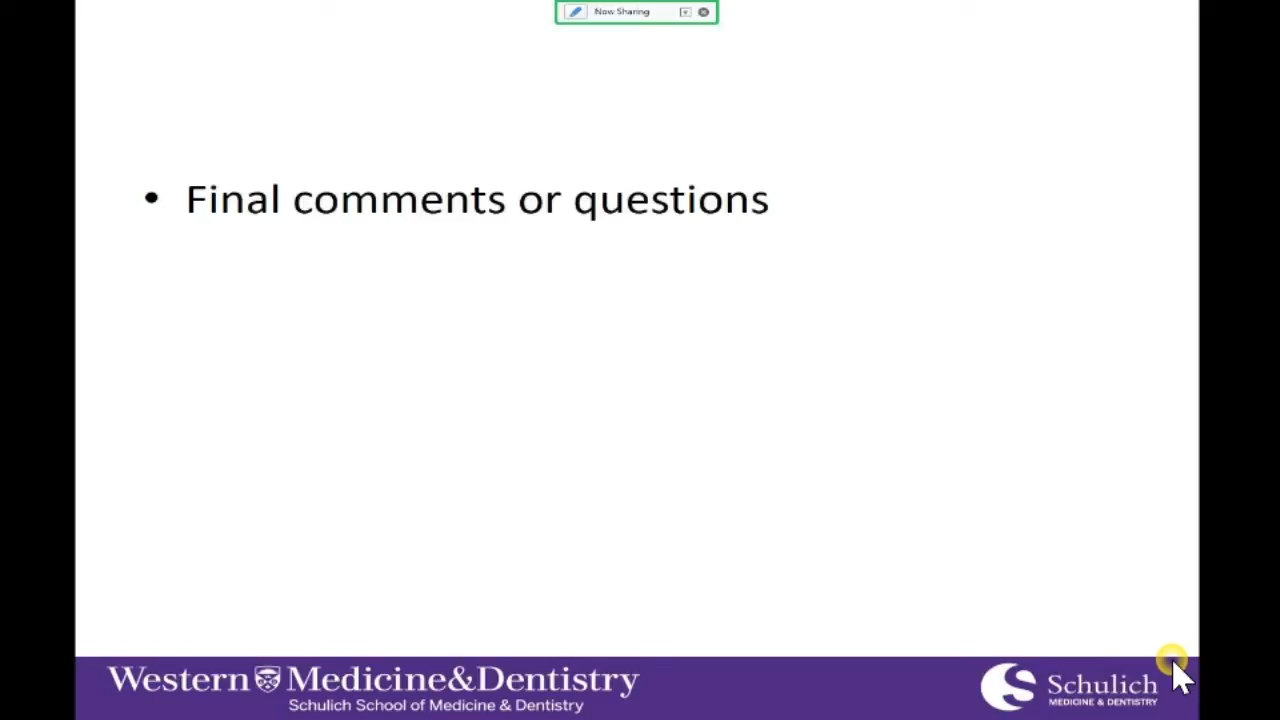 Now Sharing
• Final comments or questions
Western Medicine&Dentistry
Schulich School of Medicine & Dentistry
Schulich
MEDICINE & DENTISTRY